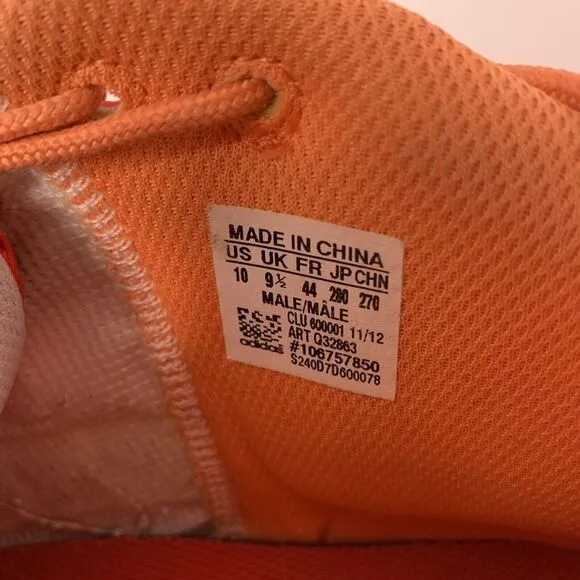 MADE IN CHINA
US UK FR JP CHN
10 9½ 44 280 270
MALE/MÂLE
CLU 600001 11/12
ART Q32863
#106757850
adidas S240D7D600078